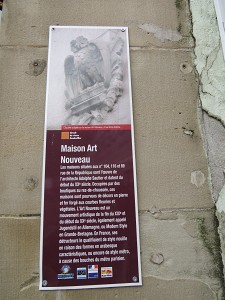 Maison Art
Nouveau
Les maisons situées aux n° 104, 116 et 89
rue de la République sont l'œuvre de
l'architecte Adolphe Sautier et datent du
début du XXe siècle. Occupées par des
boutiques au rez-de-chaussée, ces
maisons sont pourvues de décors en pierre
et fer forgé aux courbes fleuries et
végétales. L'Art Nouveau est un
mouvement artistique de la fin du XIXe et
du début du XXe siècle. Également appelé
Jugendstil en Allemagne, ou Modern Style
en Grande-Bretagne. En France, ses
détracteurs le qualifiaient de style nouille
en raison des formes en arabesque
caractéristiques, ou encore de style métro,
à cause des bouches du métro parisien.